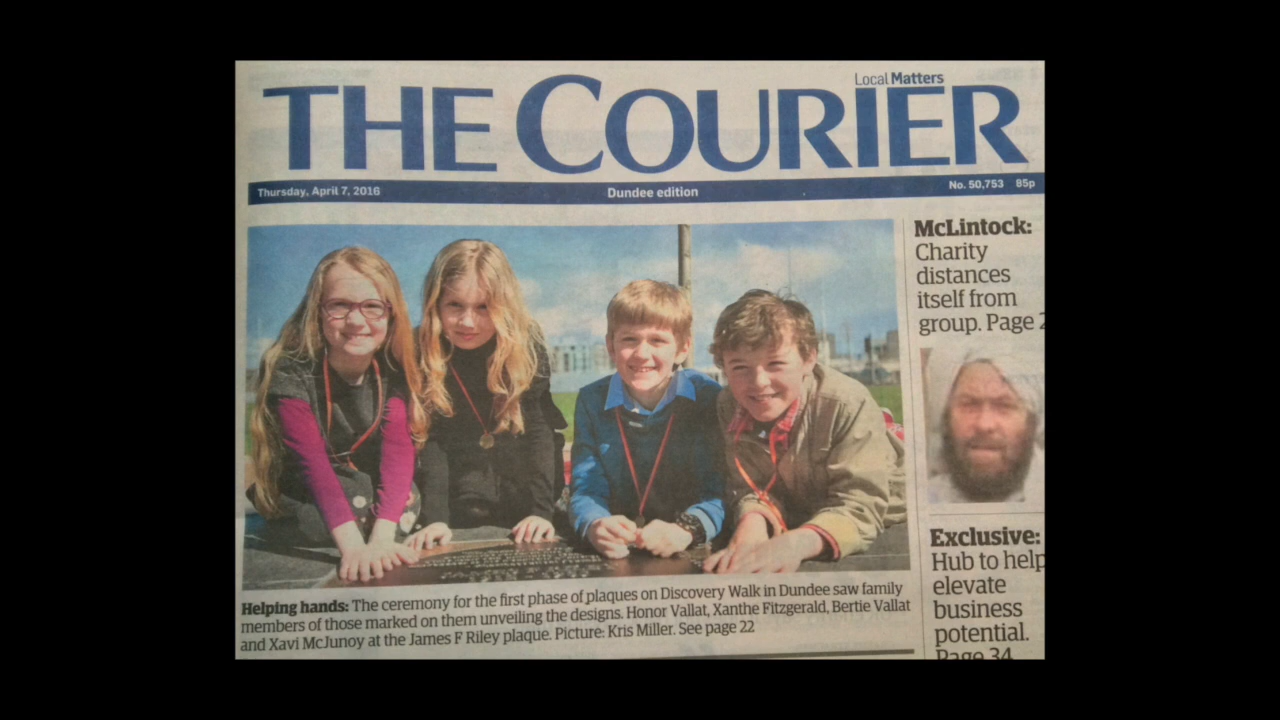 Local Matters
THE COURIER
Thursday, April 7, 2016
Dundee edition
No. 50,753 85p
Helping hands: The ceremony for the first phase of plaques on Discovery Walk in Dundee saw family
members of those marked on them unveiling the designs. Honor Vallat, Xanthe Fitzgerald, Bertie Vallat
and Xavi McJunoy at the James F Riley plaque. Picture: Kris Miller. See page 22
McLintock:
Charity
distances
itself from
group. Page
Exclusive:
Hub to help
elevate
business
potential.
Page 34